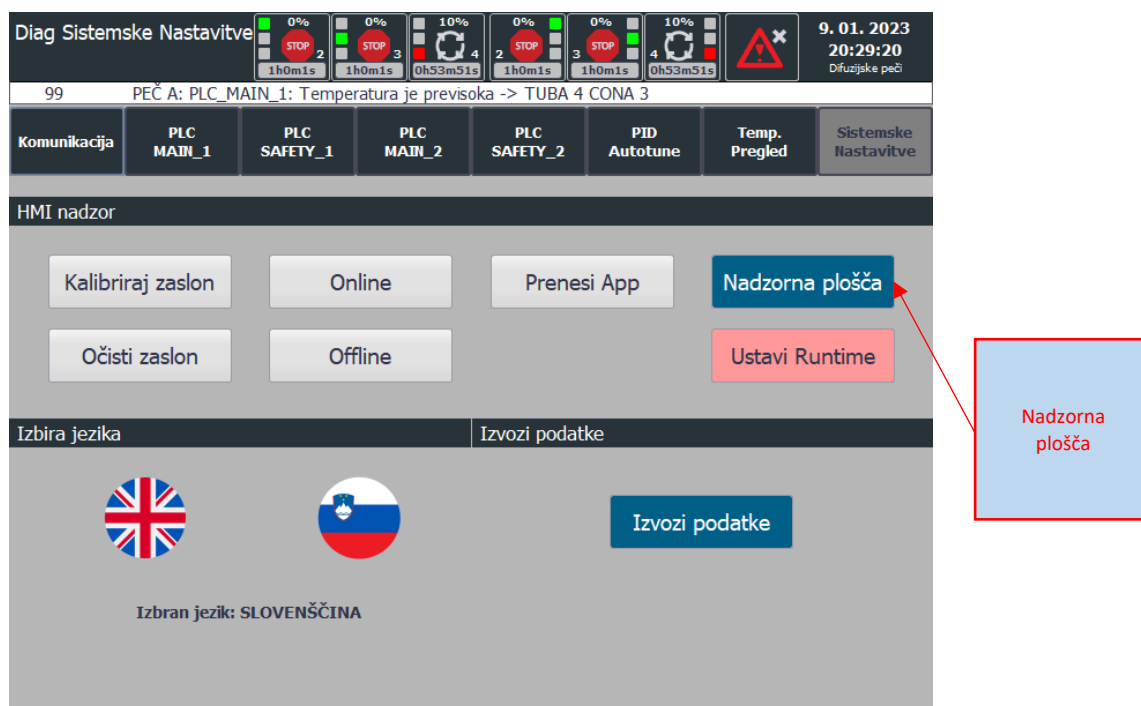 Diag Sistemske Nastavitve
0% 0% 10% 0% 0% 10%
STOP 2 STOP 3 4 2 STOP 3 STOP 4
1h0m1s 1h0m1s 0h53m51s 1h0m1s 1h0m1s 0h53m51s
9. 01. 2023
20:29:20
Difuzijske peči
99 PEČ A: PLC_MAIN_1: Temperatura je previsoka -> TUBA 4 CONA 3
Komunikacija
PLC
MAIN_1
PLC
SAFETY_1
PLC
MAIN_2
PLC
SAFETY_2
PID
Autotune
Temp.
Pregled
Sistemske
Nastavitve
HMI nadzor
Kalibriraj zaslon
Online
Prenesi App
Nadzorna plošča
Očisti zaslon
Offline
Ustavi Runtime
Nadzorna
plošča
Izbira jezika
Izvozi podatke
Izvozi podatke
Izbran jezik: SLOVENŠČINA